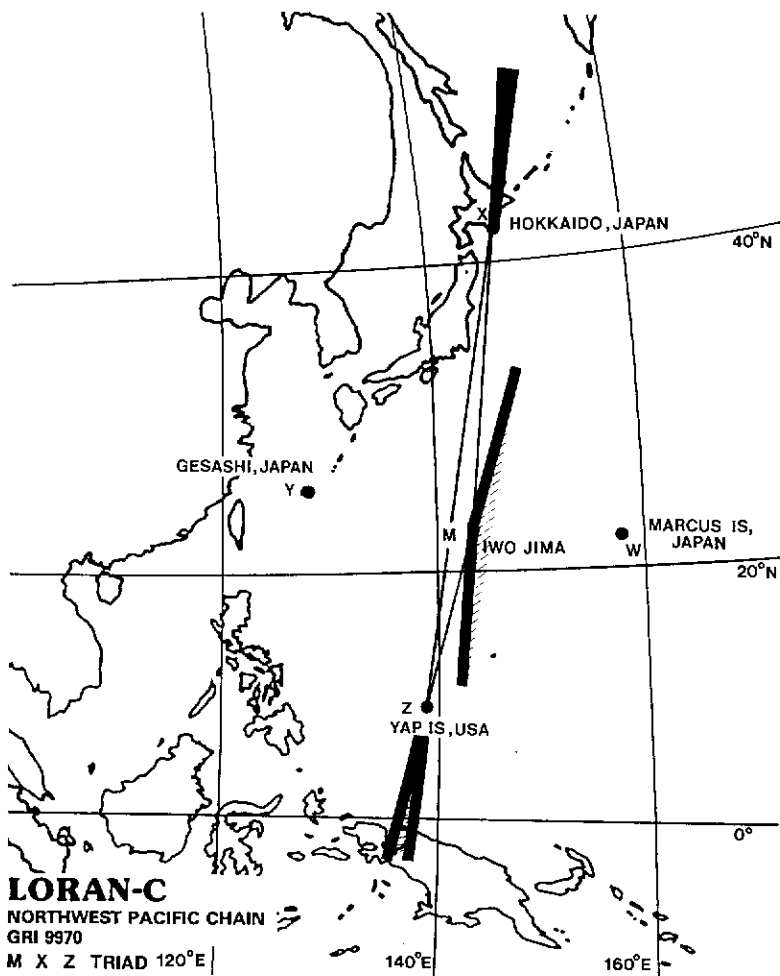 X
HOKKAIDO, JAPAN
40°N
GESASHI, JAPAN
Y
M
IWO JIMA
MARCUS IS,
JAPAN
W
20°N
Z
YAP IS, USA
0°
LORAN-C
NORTHWEST PACIFIC CHAIN
GRI 9970
M X Z TRIAD 120°E 140°E 160°E